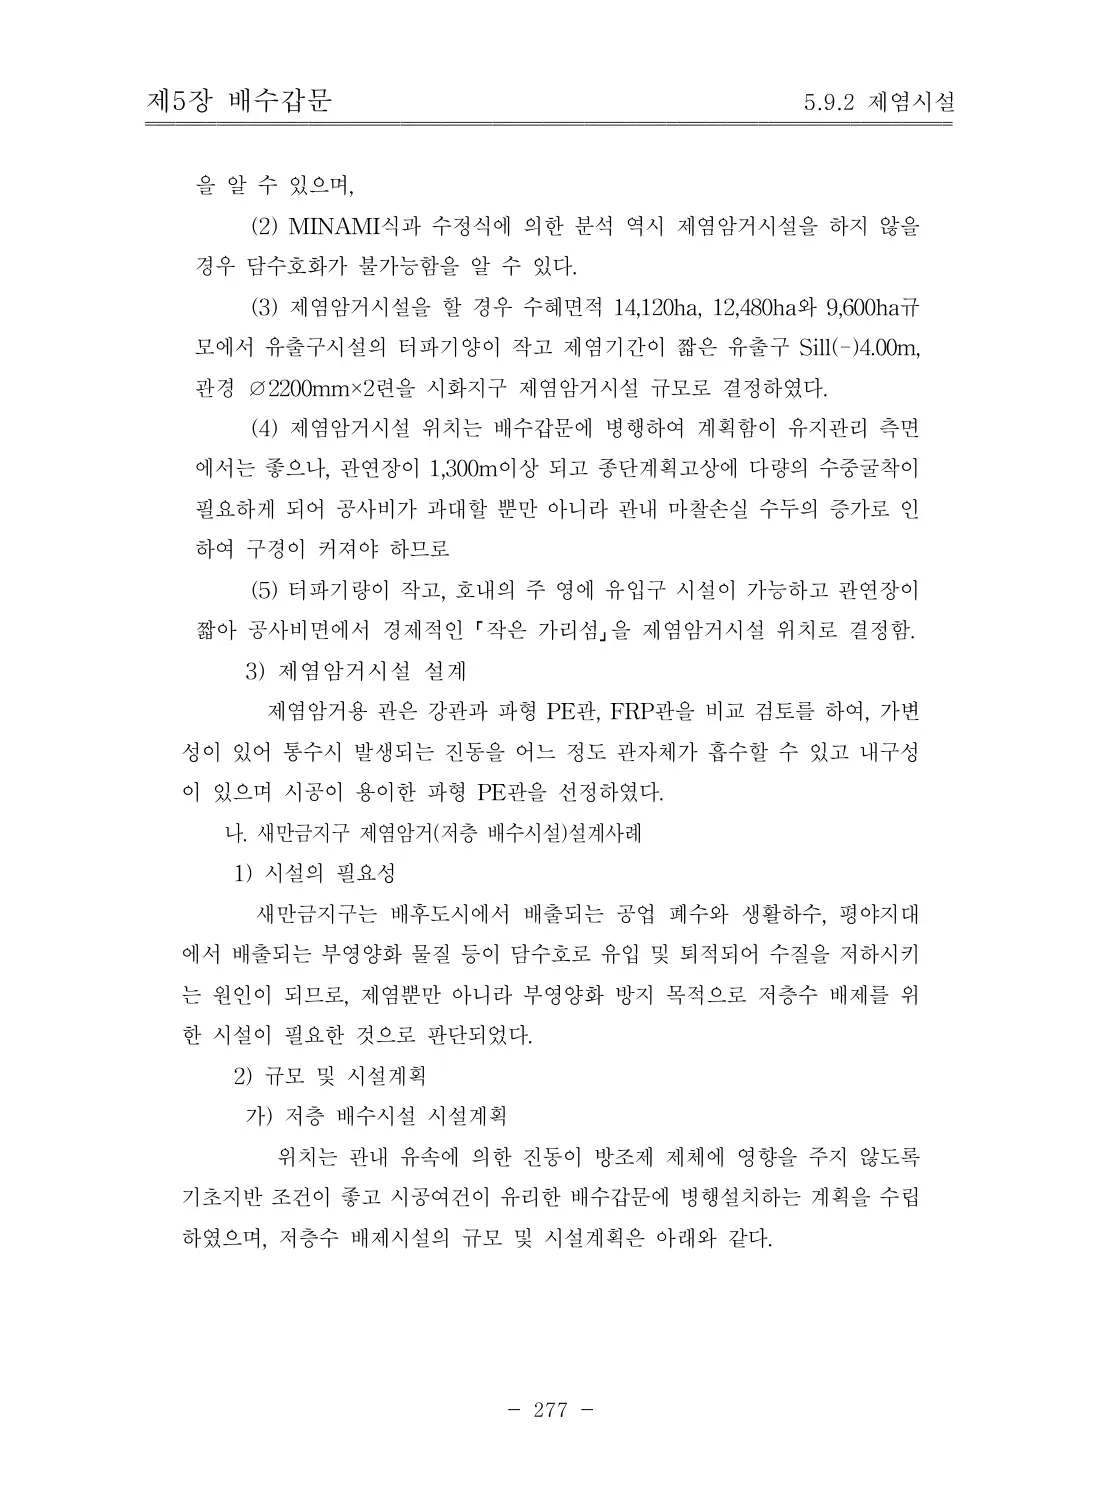 제5장 배수갑문
5.9.2 제염시설
을 알 수 있으며,
(2) MINAMI식과 수정식에 의한 분석 역시 제염암거시설을 하지 않을
경우 담수호화가 불가능함을 알 수 있다.
(3) 제염암거시설을 할 경우 수혜면적 14,120ha, 12,480ha와 9,600ha규
모에서 유출구시설의 터파기양이 작고 제염기간이 짧은 유출구 Sill(-)4.00m,
관경 ∅2200mm×2련을 시화지구 제염암거시설 규모로 결정하였다.
(4) 제염암거시설 위치는 배수갑문에 병행하여 계획함이 유지관리 측면
에서는 좋으나, 관연장이 1,300m이상 되고 종단계획고상에 다량의 수중굴착이
필요하게 되어 공사비가 과대할 뿐만 아니라 관내 마찰손실 수두의 증가로 인
하여 구경이 커져야 하므로
(5) 터파기량이 작고, 호내의 주 영에 유입구 시설이 가능하고 관연장이
짧아 공사비면에서 경제적인 「작은 가리섬」을 제염암거시설 위치로 결정함.
3) 제염암거시설 설계
제염암거용 관은 강관과 파형 PE관, FRP관을 비교 검토를 하여, 가변
성이 있어 통수시 발생되는 진동을 어느 정도 관자체가 흡수할 수 있고 내구성
이 있으며 시공이 용이한 파형 PE관을 선정하였다.
나. 새만금지구 제염암거(저층 배수시설)설계사례
1) 시설의 필요성
새만금지구는 배후도시에서 배출되는 공업 폐수와 생활하수, 평야지대
에서 배출되는 부영양화 물질 등이 담수호로 유입 및 퇴적되어 수질을 저하시키
는 원인이 되므로, 제염뿐만 아니라 부영양화 방지 목적으로 저층수 배제를 위
한 시설이 필요한 것으로 판단되었다.
2) 규모 및 시설계획
가) 저층 배수시설 시설계획
위치는 관내 유속에 의한 진동이 방조제 제체에 영향을 주지 않도록
기초지반 조건이 좋고 시공여건이 유리한 배수갑문에 병행설치하는 계획을 수립
하였으며, 저층수 배제시설의 규모 및 시설계획은 아래와 같다.
- 277 -